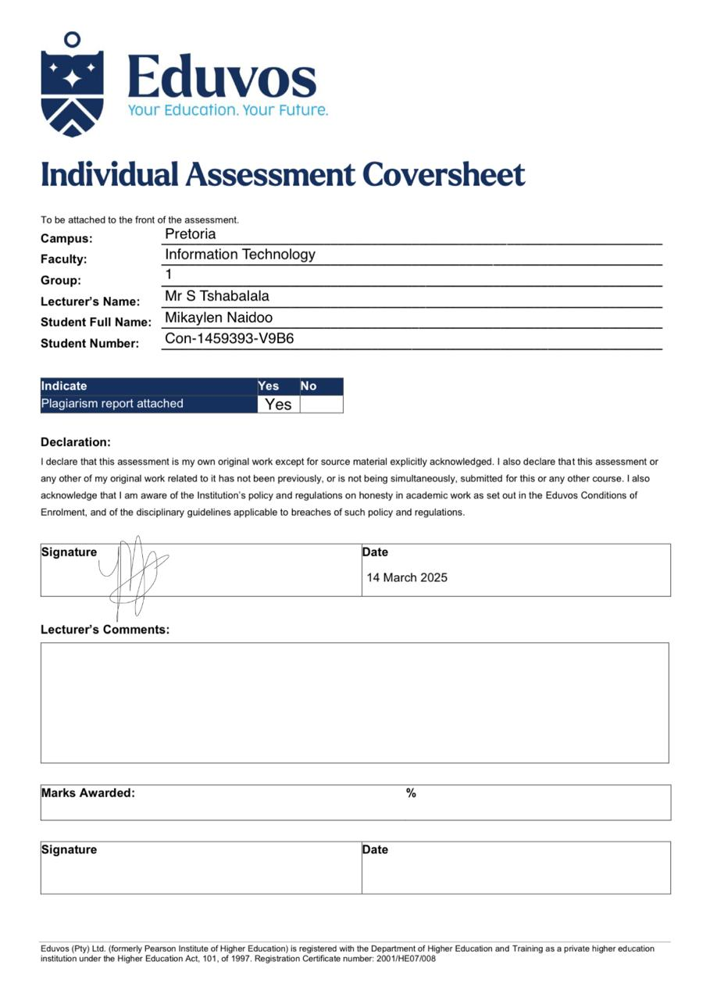 Eduvos
Your Education. Your Future.
Individual Assessment Coversheet
To be attached to the front of the assessment.
Campus: Pretoria
Faculty: Information Technology
Group: 1
Lecturer’s Name: Mr S Tshabalala
Student Full Name: Mikaylen Naidoo
Student Number: Con-1459393-V9B6
Indicate Yes No
Plagiarism report attached Yes
Declaration:
I declare that this assessment is my own original work except for source material explicitly acknowledged. I also declare that this assessment or
any other of my original work related to it has not been previously, or is not being simultaneously, submitted for this or any other course. I also
acknowledge that I am aware of the Institution’s policy and regulations on honesty in academic work as set out in the Eduvos Conditions of
Enrolment, and of the disciplinary guidelines applicable to breaches of such policy and regulations.
Signature Date
14 March 2025
Lecturer’s Comments:
Marks Awarded: %
Signature Date
Eduvos (Pty) Ltd. (formerly Pearson Institute of Higher Education) is registered with the Department of Higher Education and Training as a private higher education
institution under the Higher Education Act, 101, of 1997. Registration Certificate number: 2001/HE07/008